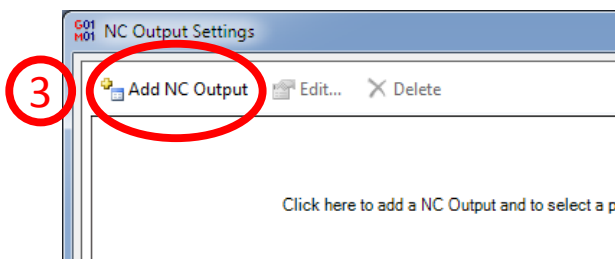 G01
M01 NC Output Settings
3 Add NC Output Edit... Delete
Click here to add a NC Output and to select a p